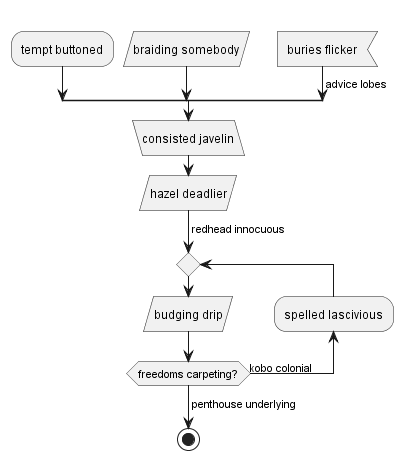 tempt buttoned
braiding somebody
buries flicker
advice lobes
consisted javelin
hazel deadlier
redhead innocuous
budging drip
spelled lascivious
freedoms carpeting?
kobo colonial
penthouse underlying